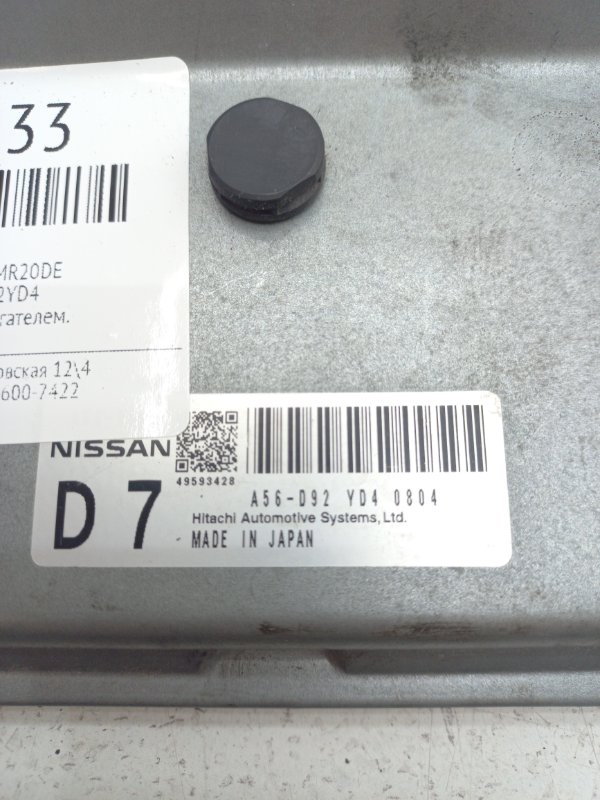 33
MR20DE
2YD4
гателем.
овская 12\4
600-7422
NISSAN
49593428
D 7
A56-D92 YD4 0804
Hitachi Automotive Systems, Ltd.
MADE IN JAPAN